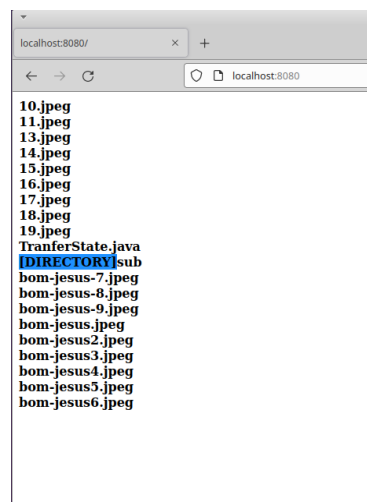 localhost:8080/
localhost:8080
10.jpeg
11.jpeg
13.jpeg
14.jpeg
15.jpeg
16.jpeg
17.jpeg
18.jpeg
19.jpeg
TranferState.java
[DIRECTORY]sub
bom-jesus-7.jpeg
bom-jesus-8.jpeg
bom-jesus-9.jpeg
bom-jesus.jpeg
bom-jesus2.jpeg
bom-jesus3.jpeg
bom-jesus4.jpeg
bom-jesus5.jpeg
bom-jesus6.jpeg